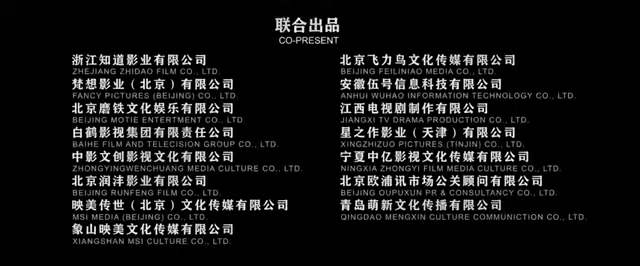 联合出品
CO-PRESENT
浙江知道影业有限公司
ZHEJIANG ZHIDAO FILM CO., LTD.
梵想影业（北京）有限公司
FANCY PICTURES (BEIJING) CO., LTD.
北京磨铁文化娱乐有限公司
BEIJING MOTIE ENTERTMENT CO., LTD.
白鹤影视集团有限责任公司
BAIHE FILM AND TELECISION GROUP CO., LTD.
中影文创影视文化有限公司
ZHONGYINGWENCHUANG MEDIA CULTURE CO., LTD.
北京润沣影业有限公司
BEIJING RUNFENG FILM CO., LTD.
映美传世（北京）文化传媒有限公司
MSI MEDIA (BEIJING) CO., LTD.
象山映美文化传媒有限公司
XIANGSHAN MSI CULTURE CO., LTD.
北京飞力鸟文化传媒有限公司
BEIJING FEILINIAO MEDIA CO., LTD.
安徽伍号信息科技有限公司
ANHUI WUHAO INFORMATION TECHNOLOGY CO., LTD.
江西电视剧制作有限公司
JIANGXI TV DRAMA PRODUCTION CO., LTD.
星之作影业（天津）有限公司
XINGZHIZUO PICTURES (TINJIN) CO., LTD.
宁夏中亿影视文化传媒有限公司
NINGXIA ZHONGYI FILM MEDIA CULTURE CO., LTD.
北京欧浦讯市场公关顾问有限公司
BEIJING OUPUXUN PR & CONSULTANCY CO., LTD.
青岛萌新文化传播有限公司
QINGDAO MENGXIN CULTURE COMMUNICTION CO., LTD.